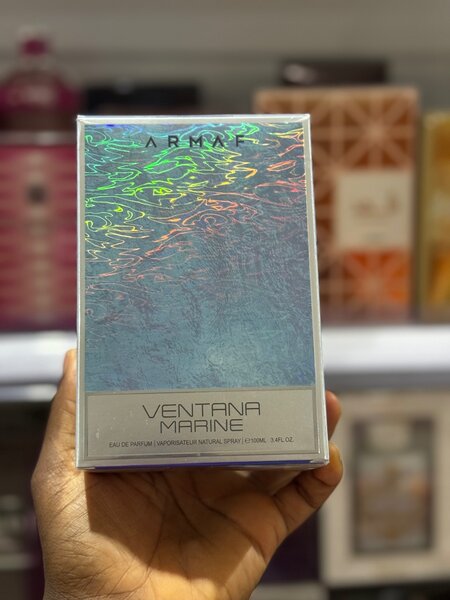 ARMAF
VENTANA
MARINE
EAU DE PARFUM | VAPORISATEUR NATURAL SPRAY | ℮ 100ML 3.4FL.OZ.